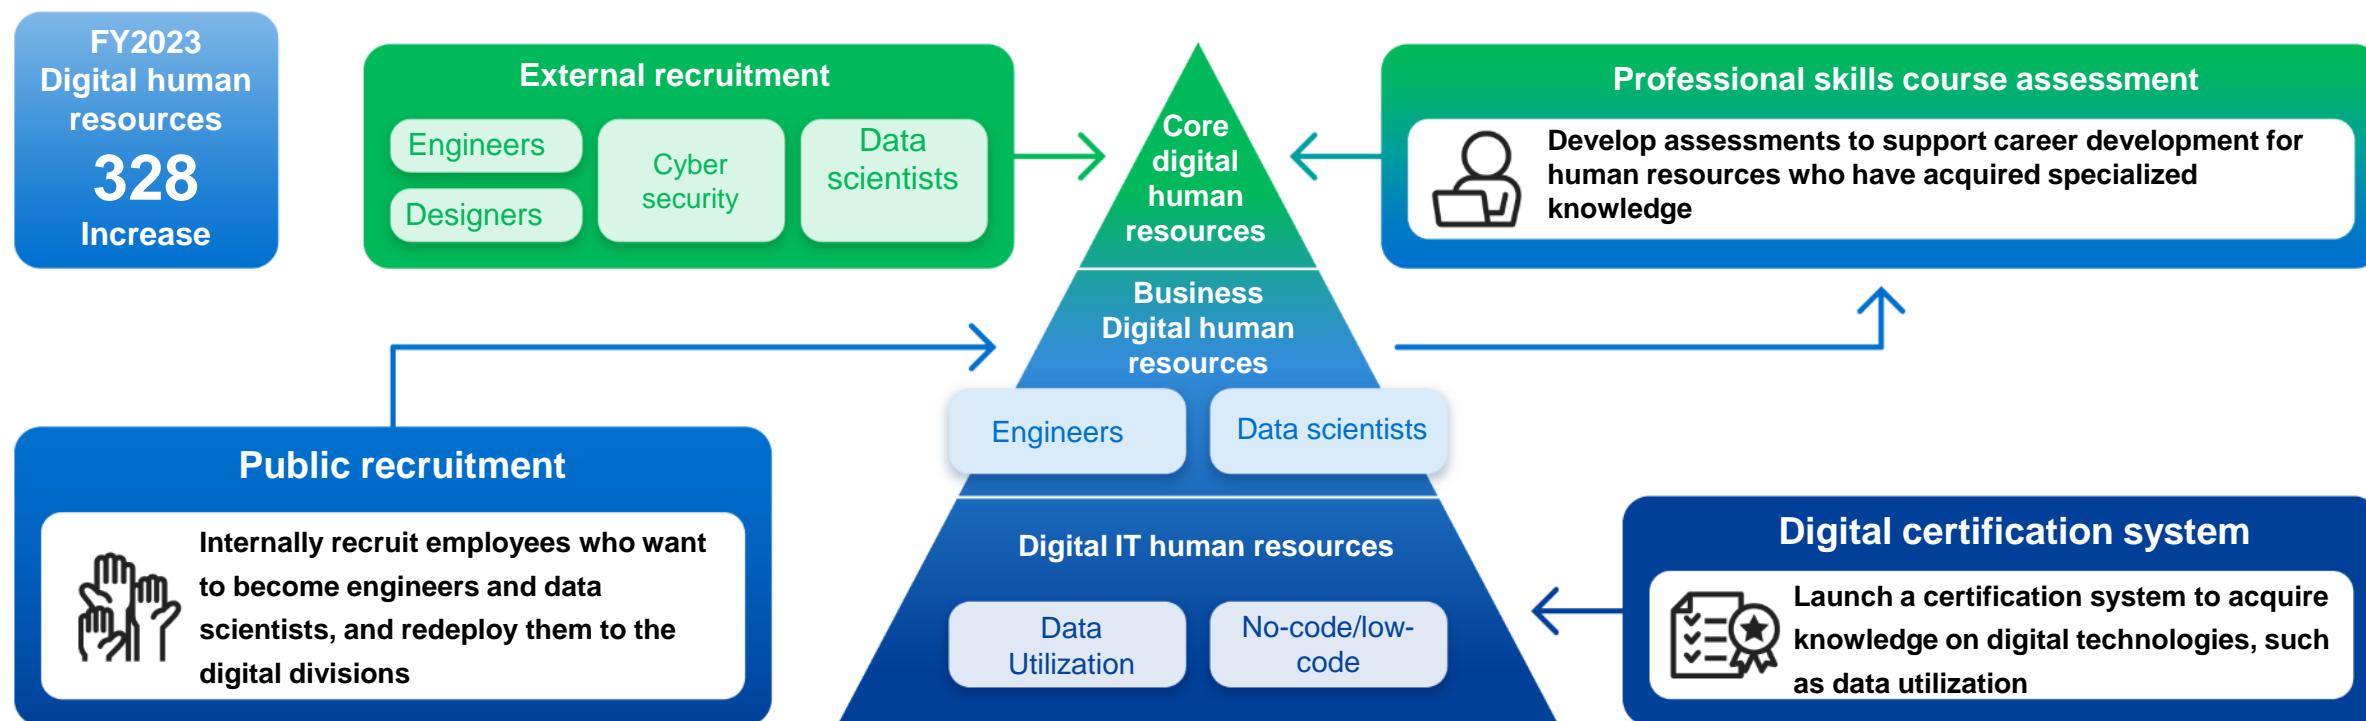 FY2023
Digital human
resources
328
Increase
External recruitment
Engineers
Designers
Cyber
security
Data
scientists
Core
digital
human
resources
Professional skills course assessment
Develop assessments to support career development for
human resources who have acquired specialized
knowledge
Business
Digital human
resources
Engineers
Data scientists
Public recruitment
Internally recruit employees who want
to become engineers and data
scientists, and redeploy them to the
digital divisions
Digital IT human resources
Data
Utilization
No-code/low-
code
Digital certification system
Launch a certification system to acquire
knowledge on digital technologies, such
as data utilization